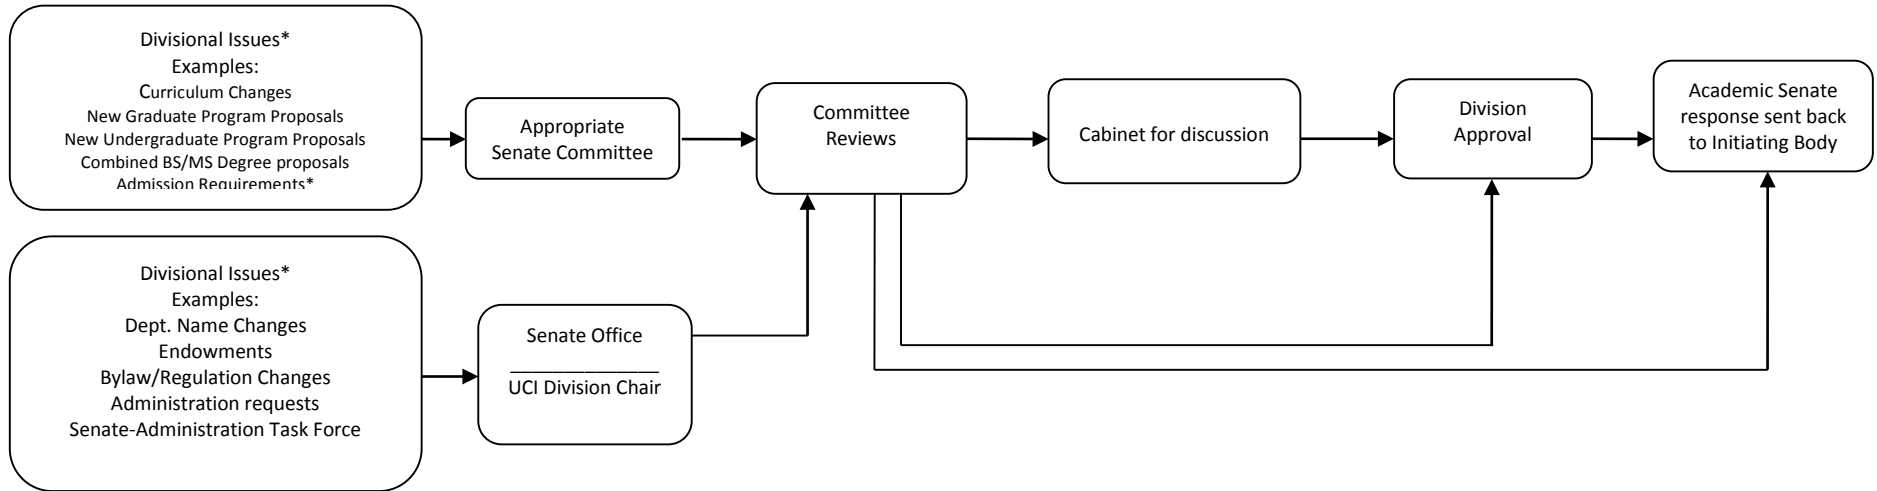 Divisional Issues*
Examples:
Curriculum Changes
New Graduate Program Proposals
New Undergraduate Program Proposals
Combined BS/MS Degree proposals
Admission Requirements*
Appropriate
Senate Committee
Committee
Reviews
Cabinet for discussion
Division
Approval
Academic Senate
response sent back
to Initiating Body
Divisional Issues*
Examples:
Dept. Name Changes
Endowments
Bylaw/Regulation Changes
Administration requests
Senate-Administration Task Force
Senate Office
______________
UCI Division Chair